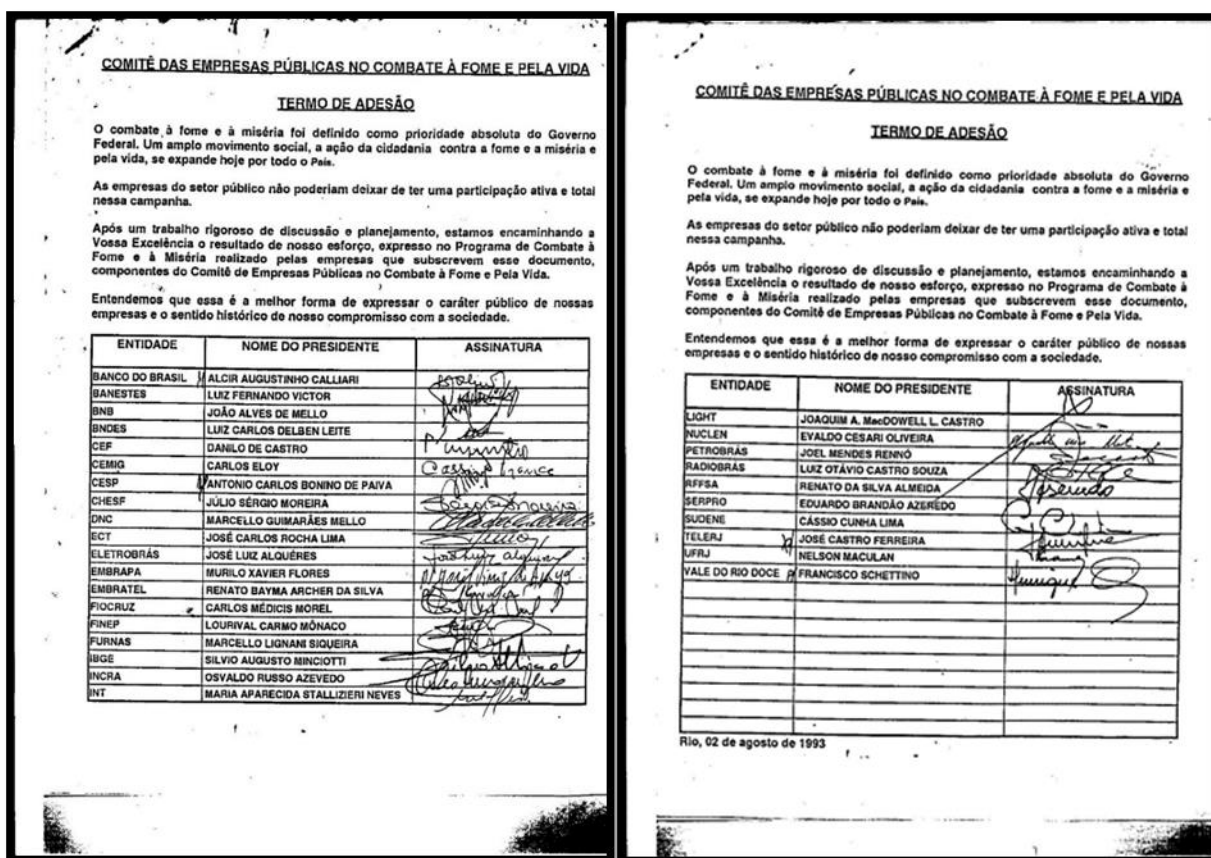 COMITÊ DAS EMPRESAS PÚBLICAS NO COMBATE À FOME E PELA VIDA
TERMO DE ADESÃO
O combate à fome e à miséria foi definido como prioridade absoluta do Governo
Federal. Um amplo movimento social, a ação da cidadania contra a fome e a miséria e
pela vida, se expande hoje por todo o País.
As empresas do setor público não poderiam deixar de ter uma participação ativa e total
nessa campanha.
Após um trabalho rigoroso de discussão e planejamento, estamos encaminhando a
Vossa Excelência o resultado de nosso esforço, expresso no Programa de Combate à
Fome e à Miséria realizado pelas empresas que subscrevem esse documento,
componentes do Comitê de Empresas Públicas no Combate à Fome e Pela Vida.
Entendemos que essa é a melhor forma de expressar o caráter público de nossas
empresas e o sentido histórico de nosso compromisso com a sociedade.
ENTIDADE NOME DO PRESIDENTE ASSINATURA
BANCO DO BRASIL ALCIR AUGUSTINHO CALLIARI
BANESTES LUIZ FERNANDO VICTOR
BNB JOÃO ALVES DE MELLO
BNDES LUIZ CARLOS DELBEN LEITE
CEF DANILO DE CASTRO
CEMIG CARLOS ELOY
CESP ANTONIO CARLOS BONINO DE PAIVA
CHESF JÚLIO SÉRGIO MOREIRA
DNC MARCELLO GUIMARÃES MELLO
ECT JOSÉ CARLOS ROCHA LIMA
ELETROBRÁS JOSÉ LUIZ ALQUÉRES
EMBRAPA MURILO XAVIER FLORES
EMBRATEL RENATO BAYMA ARCHER DA SILVA
FIOCRUZ CARLOS MÉDICIS MOREL
FINEP LOURIVAL CARMO MÔNACO
FURNAS MARCELLO LIGNANI SIQUEIRA
IBGE SILVIO AUGUSTO MINCIOTTI
INCRA OSVALDO RUSSO AZEVEDO
INT MARIA APARECIDA STALLIZIERI NEVES
COMITÊ DAS EMPRESAS PÚBLICAS NO COMBATE À FOME E PELA VIDA
TERMO DE ADESÃO
O combate à fome e à miséria foi definido como prioridade absoluta do Governo
Federal. Um amplo movimento social, a ação da cidadania contra a fome e a miséria e
pela vida, se expande hoje por todo o País.
As empresas do setor público não poderiam deixar de ter uma participação ativa e total
nessa campanha.
Após um trabalho rigoroso de discussão e planejamento, estamos encaminhando a
Vossa Excelência o resultado de nosso esforço, expresso no Programa de Combate à
Fome e à Miséria realizado pelas empresas que subscrevem esse documento,
componentes do Comitê de Empresas Públicas no Combate à Fome e Pela Vida.
Entendemos que essa é a melhor forma de expressar o caráter público de nossas
empresas e o sentido histórico de nosso compromisso com a sociedade.
ENTIDADE NOME DO PRESIDENTE ASSINATURA
LIGHT JOAQUIM A. MacDOWELL L. CASTRO
NUCLEN EVALDO CÉSARI OLIVEIRA
PETROBRÁS JOEL MENDES RENNÓ
RADIOBRÁS LUIZ OTÁVIO CASTRO SOUZA
RFFSA RENATO DA SILVA ALMEIDA
SERPRO EDUARDO BRANDÃO AZEREDO
SUDENE CÁSSIO CUNHA LIMA
TELERJ JOSÉ CASTRO FERREIRA
UFRJ NELSON MACULAN
VALE DO RIO DOCE FRANCISCO SCHETTINO
Rio, 02 de agosto de 1993